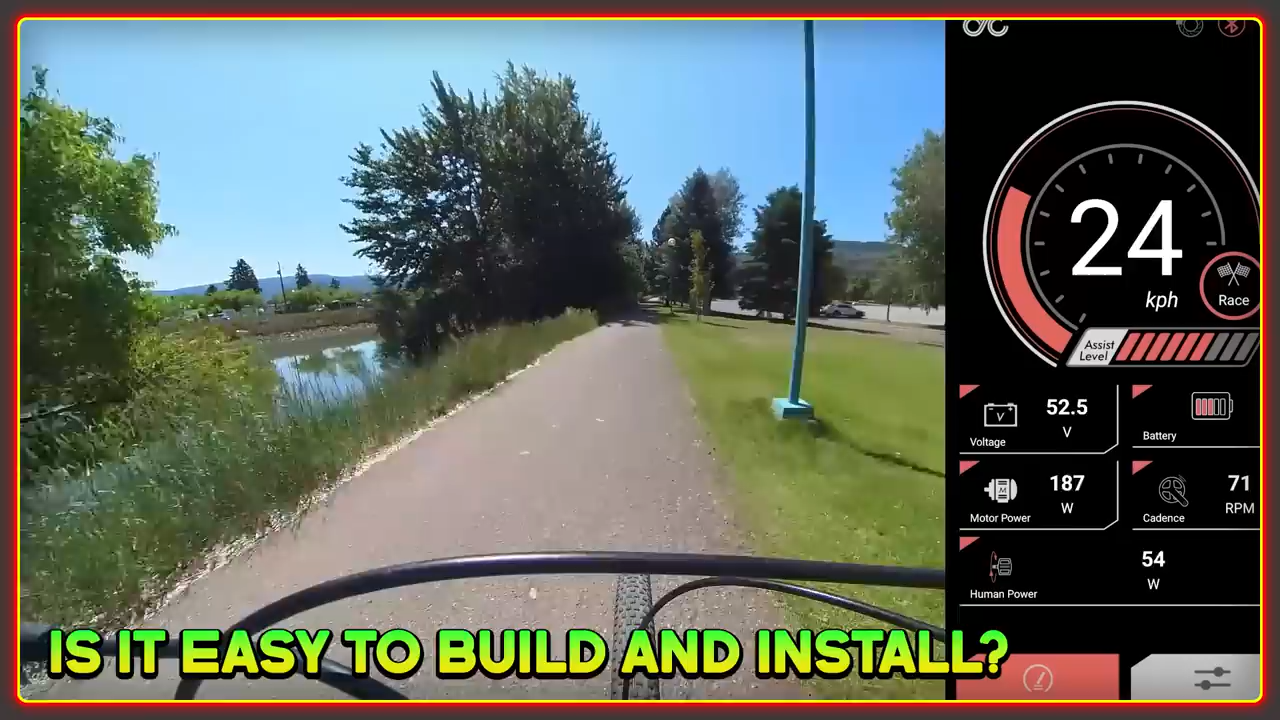 24
kph
Race
Assist
Level
52.5
V
Voltage
Battery
187
W
Motor Power
71
RPM
Cadence
54
W
Human Power
IS IT EASY TO BUILD AND INSTALL?